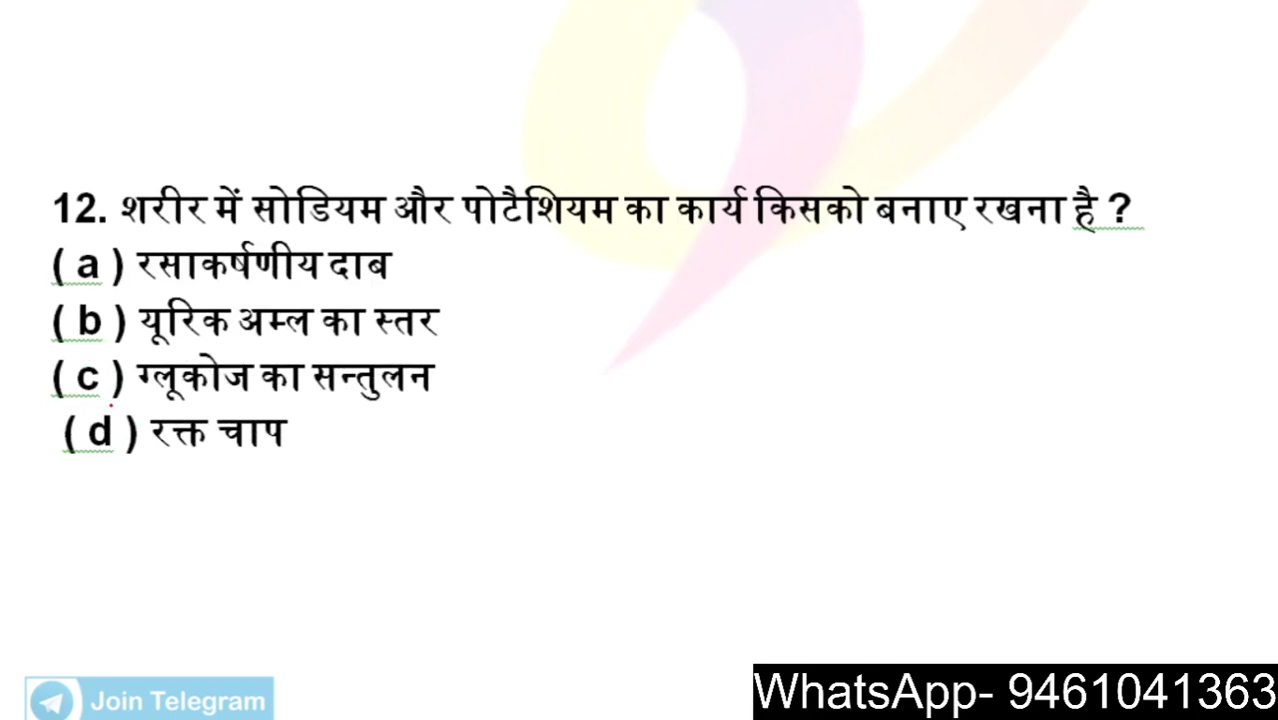 12. शरीर में सोडियम और पोटैशियम का कार्य किसको बनाए रखना है ?
( a ) रसाकर्षणीय दाब
( b ) यूरिक अम्ल का स्तर
( c ) ग्लूकोज का सन्तुलन
( d ) रक्त चाप
Join Telegram
WhatsApp- 9461041363